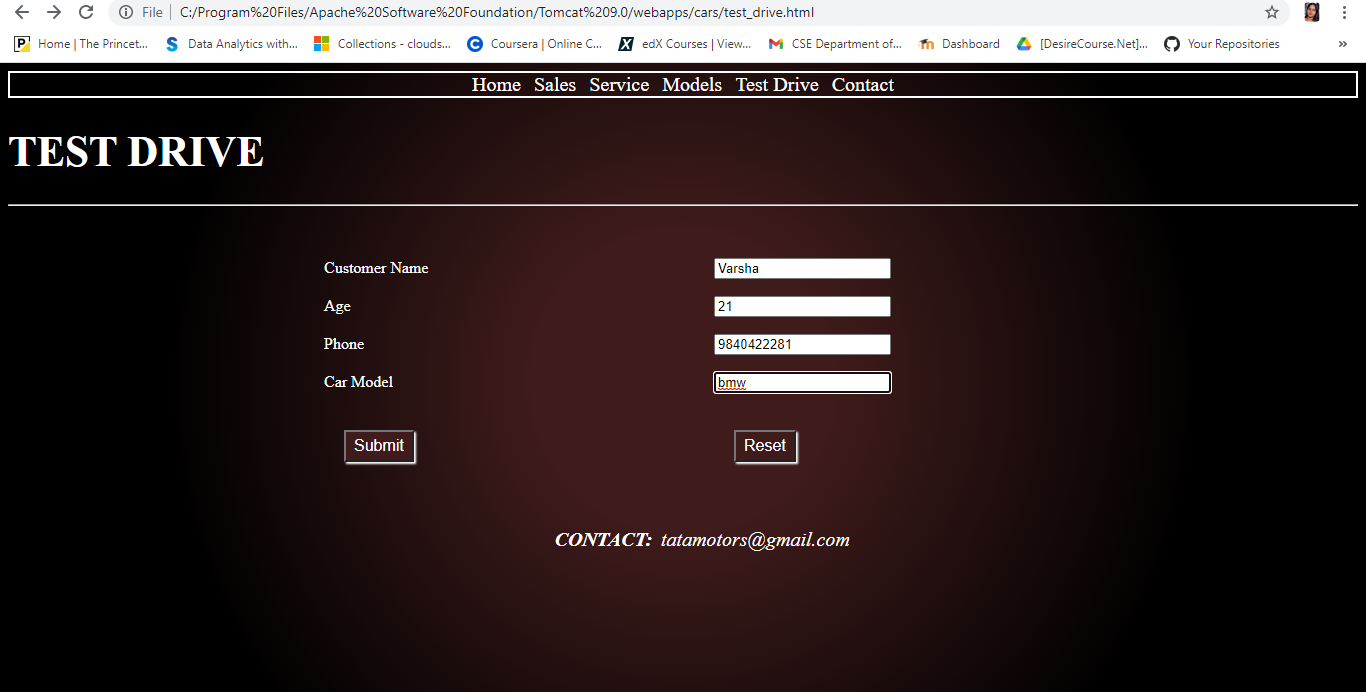 File C:/Program%20Files/Apache%20Software%20Foundation/Tomcat%209.0/webapps/cars/test_drive.html
Home | The Princet... Data Analytics with... Collections - clouds... Coursera | Online C... edX Courses | View... CSE Department of... Dashboard [DesireCourse.Net]... Your Repositories »
Home Sales Service Models Test Drive Contact
TEST DRIVE
Customer Name Varsha
Age 21
Phone 9840422281
Car Model bmw
Submit Reset
CONTACT: tatamotors@gmail.com